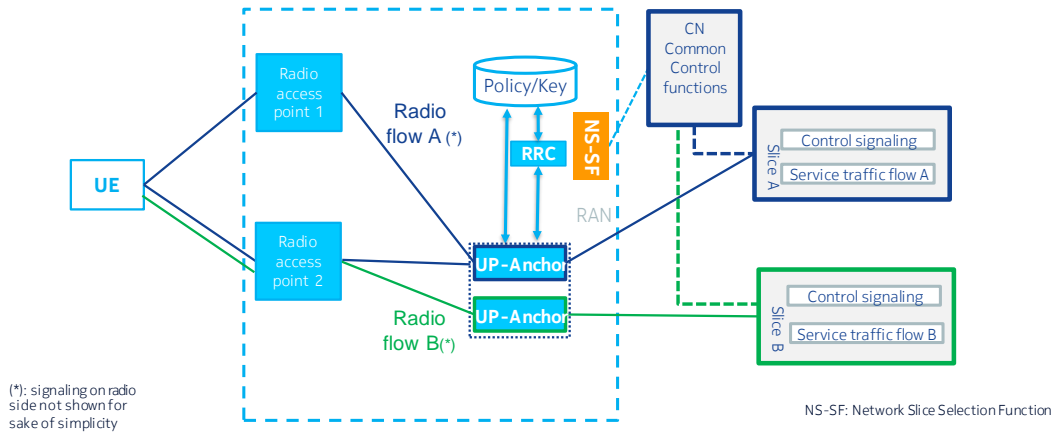 UE
Radio
access
point 1
Radio
access
point 2
Radio
flow A (*)
Radio
flow B(*)
Policy/Key
RRC
NS-SF
RAN
UP-Anchor
UP-Anchor
CN
Common
Control
functions
Slice A
Control signaling
Service traffic flow A
Slice B
Control signaling
Service traffic flow B
(*): signaling on radio
side not shown for
sake of simplicity
NS-SF: Network Slice Selection Function